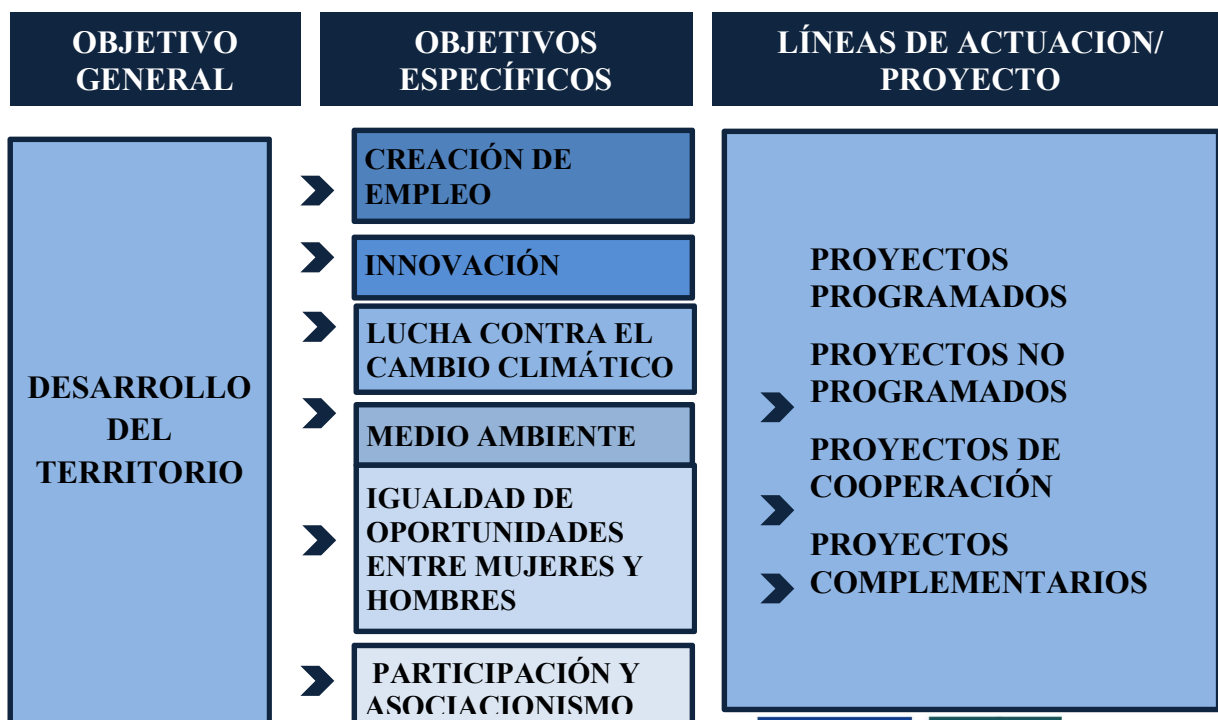 OBJETIVO
GENERAL
OBJETIVOS
ESPECÍFICOS
LÍNEAS DE ACTUACION/
PROYECTO
DESARROLLO
DEL
TERRITORIO
CREACIÓN DE
EMPLEO
INNOVACIÓN
LUCHA CONTRA EL
CAMBIO CLIMÁTICO
MEDIO AMBIENTE
IGUALDAD DE
OPORTUNIDADES
ENTRE MUJERES Y
HOMBRES
PARTICIPACIÓN Y
ASOCIACIONISMO
PROYECTOS
PROGRAMADOS
PROYECTOS NO
PROGRAMADOS
PROYECTOS DE
COOPERACIÓN
PROYECTOS
COMPLEMENTARIOS